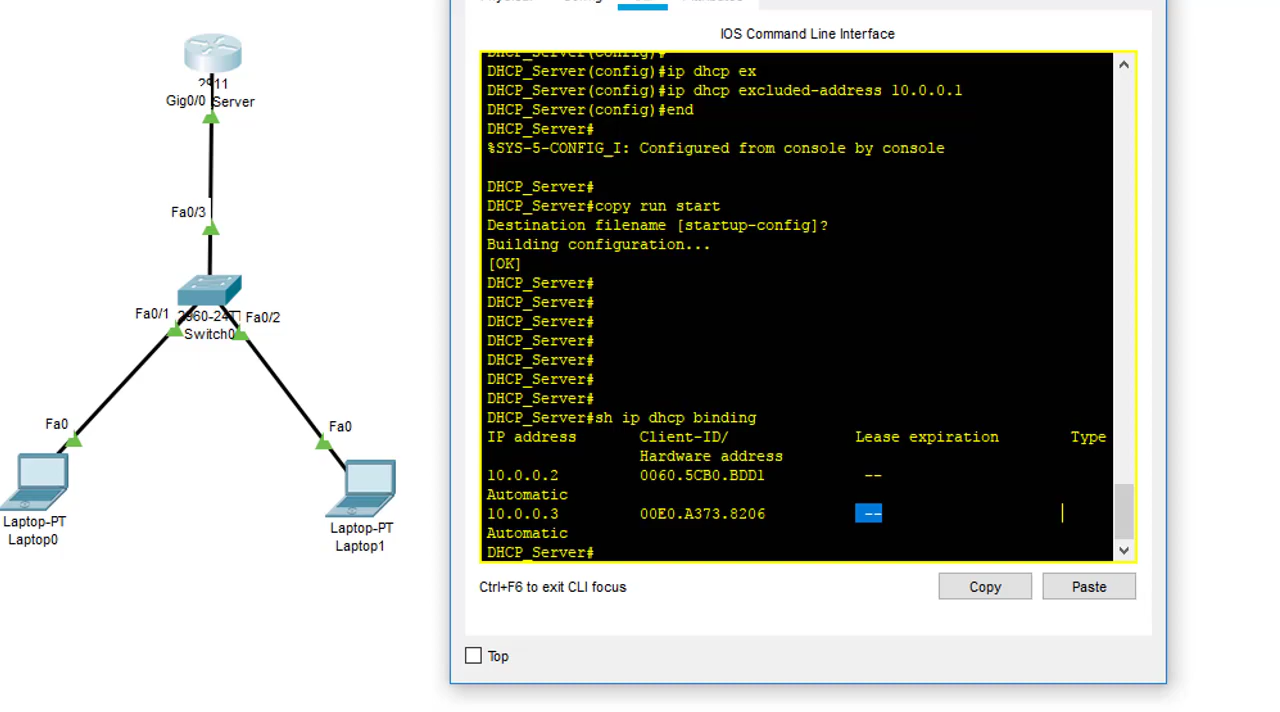 2911
Gig0/0 Server
Fa0/3
Fa0/1 2960-24TT Fa0/2
Switch0
Fa0
Fa0
Laptop-PT
Laptop0
Laptop-PT
Laptop1
IOS Command Line Interface
DHCP_Server(config)#
DHCP_Server(config)#ip dhcp ex
DHCP_Server(config)#ip dhcp excluded-address 10.0.0.1
DHCP_Server(config)#end
DHCP_Server#
%SYS-5-CONFIG_I: Configured from console by console
DHCP_Server#
DHCP_Server#copy run start
Destination filename [startup-config]?
Building configuration...
[OK]
DHCP_Server#
DHCP_Server#
DHCP_Server#
DHCP_Server#
DHCP_Server#
DHCP_Server#
DHCP_Server#
DHCP_Server#sh ip dhcp binding
IP address Client-ID/ Lease expiration Type
Hardware address
10.0.0.2 0060.5CB0.BDD1 --
Automatic
10.0.0.3 00E0.A373.8206 --
Automatic
DHCP_Server#
Ctrl+F6 to exit CLI focus
Copy
Paste
Top